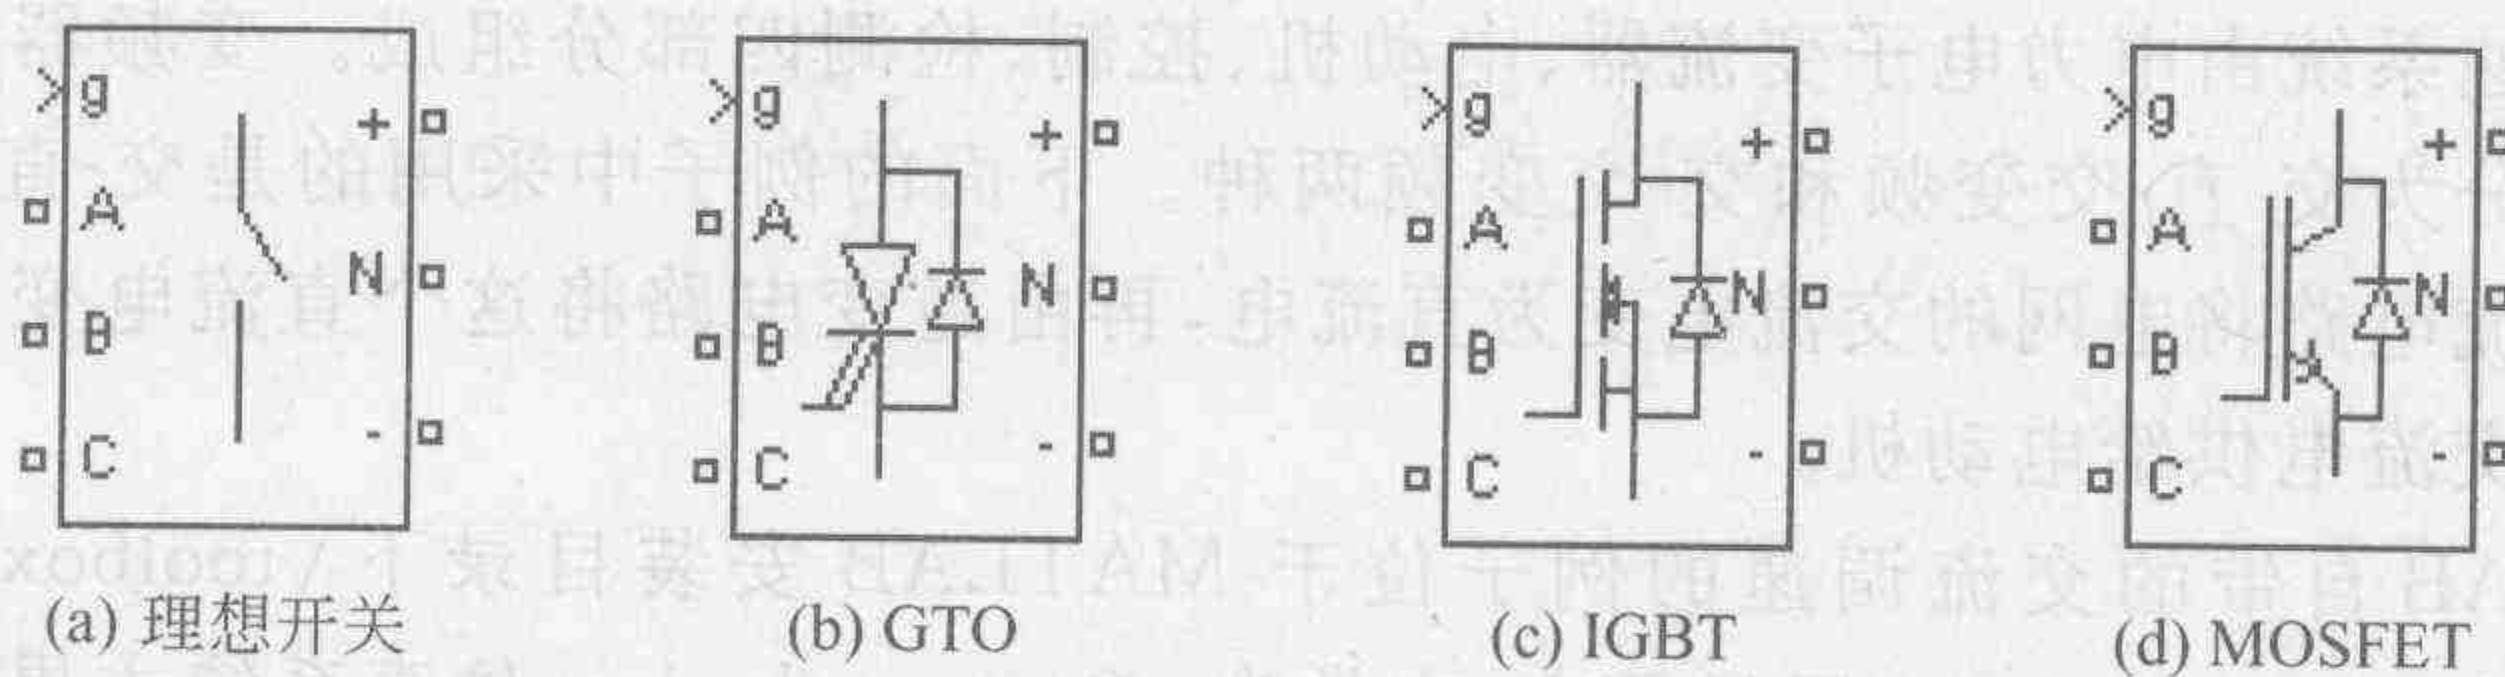 g + A N B - C
g + A N B - C
g + A N B - C
g + A N B - C
(a) 理想开关
(b) GTO
(c) IGBT
(d) MOSFET